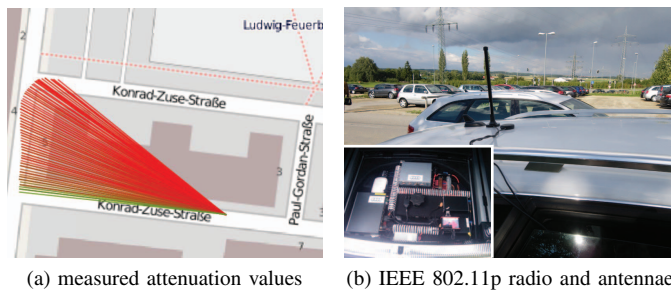 2
Ludwig-Feuerb
Konrad-Zuse-Straße
4
5
3
Paul-Gordan-Straße
Konrad-Zuse-Straße
7
(a) measured attenuation values
(b) IEEE 802.11p radio and antennae